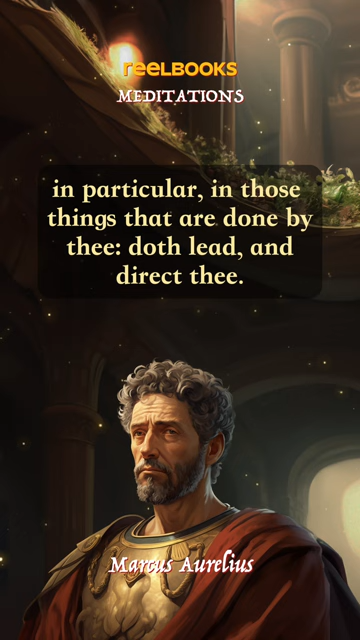 reelbooks
MEDITATIONS
in particular, in those
things that are done by
thee: doth lead, and
direct thee.
Marcus Aurelius